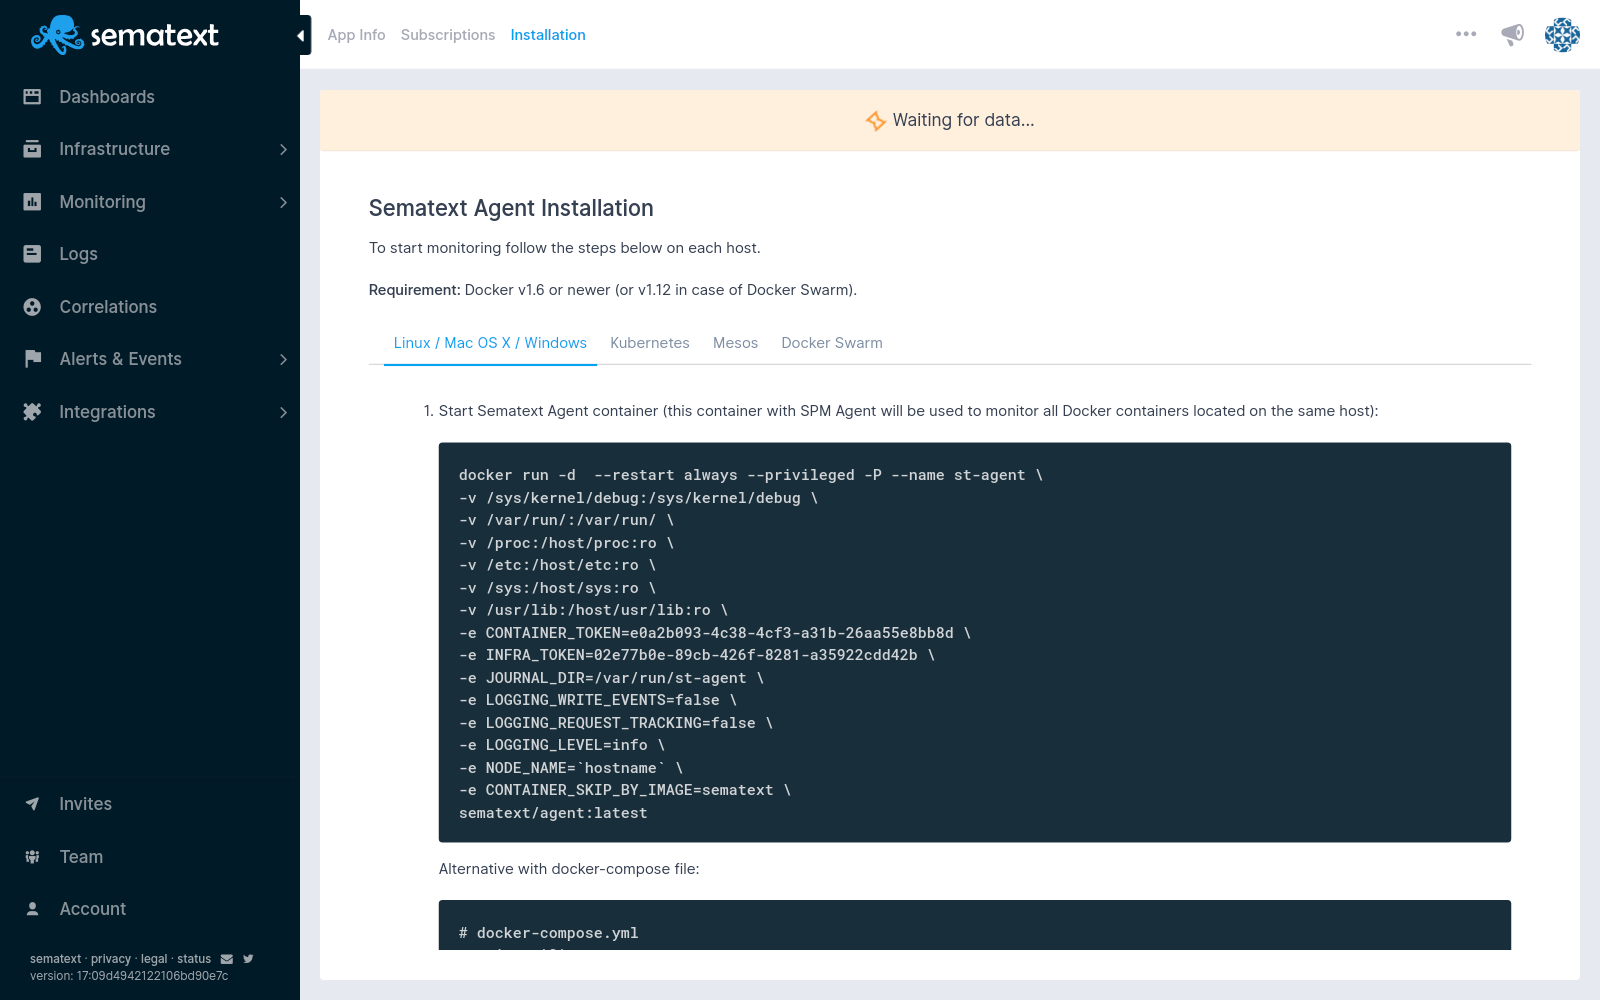 sematext
App Info Subscriptions Installation
Dashboards
Infrastructure
Monitoring
Logs
Correlations
Alerts & Events
Integrations
Invites
Team
Account
sematext · privacy · legal · status
version: 17:09d4942122106bd90e7c
Waiting for data...
Sematext Agent Installation
To start monitoring follow the steps below on each host.
Requirement: Docker v1.6 or newer (or v1.12 in case of Docker Swarm).
Linux / Mac OS X / Windows Kubernetes Mesos Docker Swarm
1. Start Sematext Agent container (this container with SPM Agent will be used to monitor all Docker containers located on the same host):
docker run -d  --restart always --privileged -P --name st-agent \
-v /sys/kernel/debug:/sys/kernel/debug \
-v /var/run/:/var/run/ \
-v /proc:/host/proc:ro \
-v /etc:/host/etc:ro \
-v /sys:/host/sys:ro \
-v /usr/lib:/host/usr/lib:ro \
-e CONTAINER_TOKEN=e0a2b093-4c38-4cf3-a31b-26aa55e8bb8d \
-e INFRA_TOKEN=02e77b0e-89cb-426f-8281-a35922cdd42b \
-e JOURNAL_DIR=/var/run/st-agent \
-e LOGGING_WRITE_EVENTS=false \
-e LOGGING_REQUEST_TRACKING=false \
-e LOGGING_LEVEL=info \
-e NODE_NAME=`hostname` \
-e CONTAINER_SKIP_BY_IMAGE=sematext \
sematext/agent:latest
Alternative with docker-compose file:
# docker-compose.yml